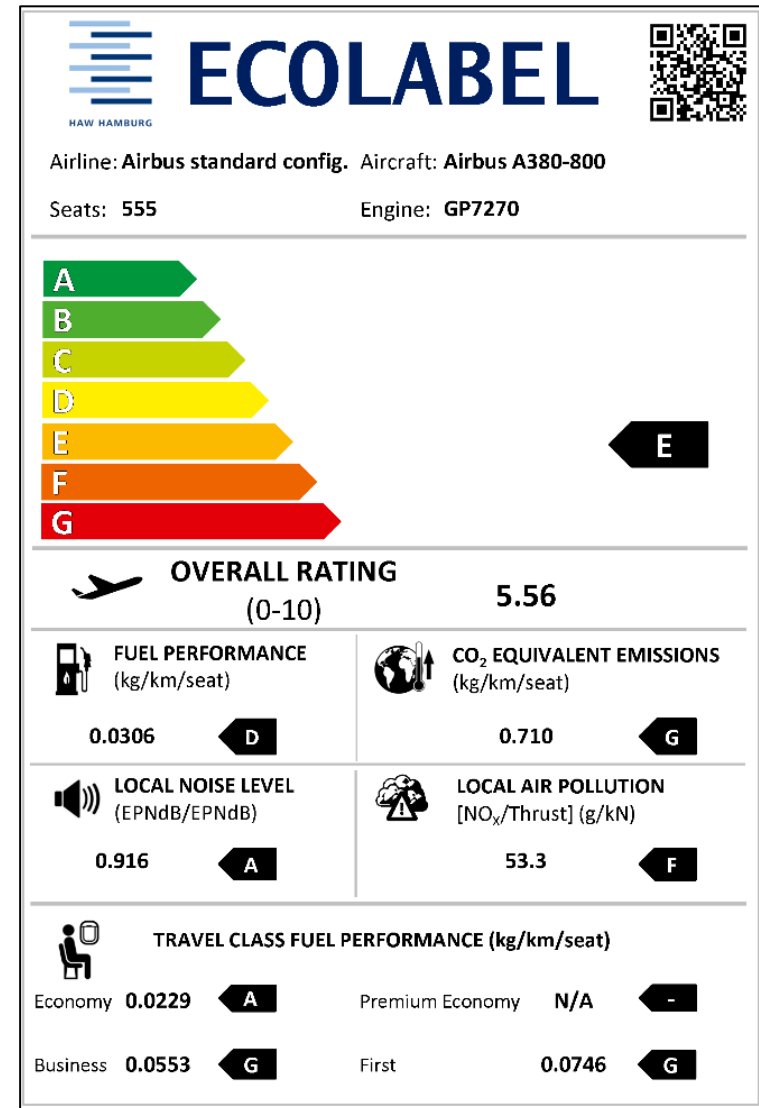 HAW HAMBURG
ECOLABEL
Airline: Airbus standard config. Aircraft: Airbus A380-800
Seats: 555 Engine: GP7270
A
B
C
D
E
E
F
G
OVERALL RATING
(0-10)
5.56
FUEL PERFORMANCE
(kg/km/seat)
0.0306 D
CO₂ EQUIVALENT EMISSIONS
(kg/km/seat)
0.710 G
LOCAL NOISE LEVEL
(EPNdB/EPNdB)
0.916 A
LOCAL AIR POLLUTION
[NOₓ/Thrust] (g/kN)
53.3 F
TRAVEL CLASS FUEL PERFORMANCE (kg/km/seat)
Economy 0.0229 A Premium Economy N/A -
Business 0.0553 G First 0.0746 G